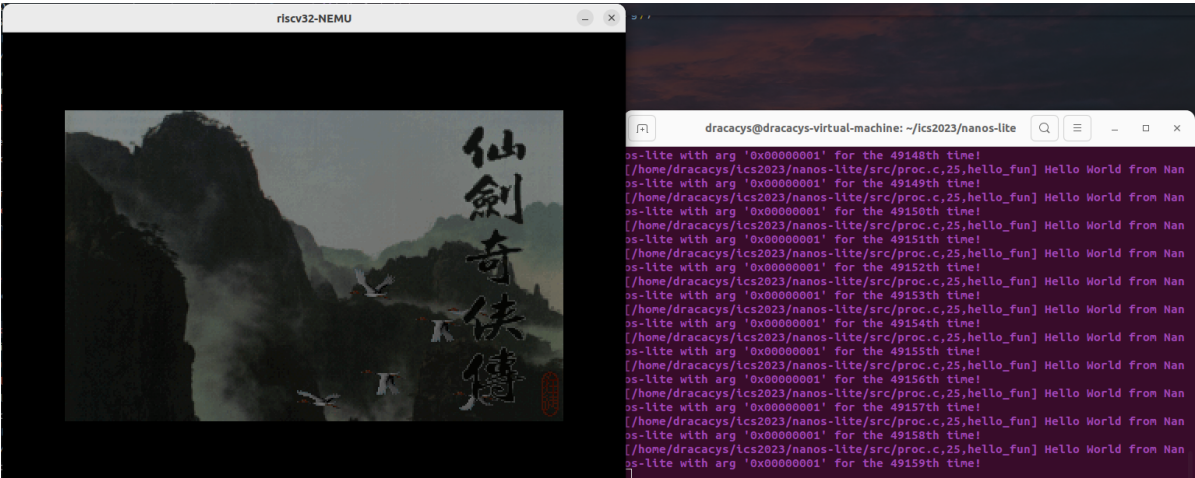 riscv32-NEMU
仙劍奇俠傳
dracacys@dracacys-virtual-machine: ~/ics2023/nanos-lite
os-lite with arg '0x00000001' for the 49148th time!
[/home/dracacys/ics2023/nanos-lite/src/proc.c,25,hello_fun] Hello World from Nan
os-lite with arg '0x00000001' for the 49149th time!
[/home/dracacys/ics2023/nanos-lite/src/proc.c,25,hello_fun] Hello World from Nan
os-lite with arg '0x00000001' for the 49150th time!
[/home/dracacys/ics2023/nanos-lite/src/proc.c,25,hello_fun] Hello World from Nan
os-lite with arg '0x00000001' for the 49151th time!
[/home/dracacys/ics2023/nanos-lite/src/proc.c,25,hello_fun] Hello World from Nan
os-lite with arg '0x00000001' for the 49152th time!
[/home/dracacys/ics2023/nanos-lite/src/proc.c,25,hello_fun] Hello World from Nan
os-lite with arg '0x00000001' for the 49153th time!
[/home/dracacys/ics2023/nanos-lite/src/proc.c,25,hello_fun] Hello World from Nan
os-lite with arg '0x00000001' for the 49154th time!
[/home/dracacys/ics2023/nanos-lite/src/proc.c,25,hello_fun] Hello World from Nan
os-lite with arg '0x00000001' for the 49155th time!
[/home/dracacys/ics2023/nanos-lite/src/proc.c,25,hello_fun] Hello World from Nan
os-lite with arg '0x00000001' for the 49156th time!
[/home/dracacys/ics2023/nanos-lite/src/proc.c,25,hello_fun] Hello World from Nan
os-lite with arg '0x00000001' for the 49157th time!
[/home/dracacys/ics2023/nanos-lite/src/proc.c,25,hello_fun] Hello World from Nan
os-lite with arg '0x00000001' for the 49158th time!
[/home/dracacys/ics2023/nanos-lite/src/proc.c,25,hello_fun] Hello World from Nan
os-lite with arg '0x00000001' for the 49159th time!